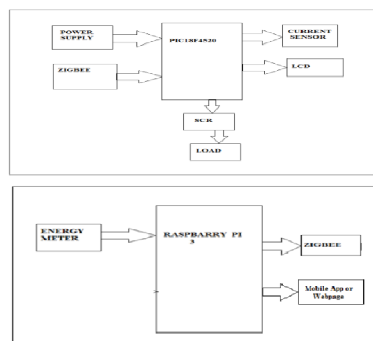 POWER
SUPPLY
PIC18F4520
CURRENT
SENSOR
ZIGBEE
LCD
SCR
LOAD
ENERGY
METER
RASPBARRY PI
3
ZIGBEE
Mobile App or
Webpage